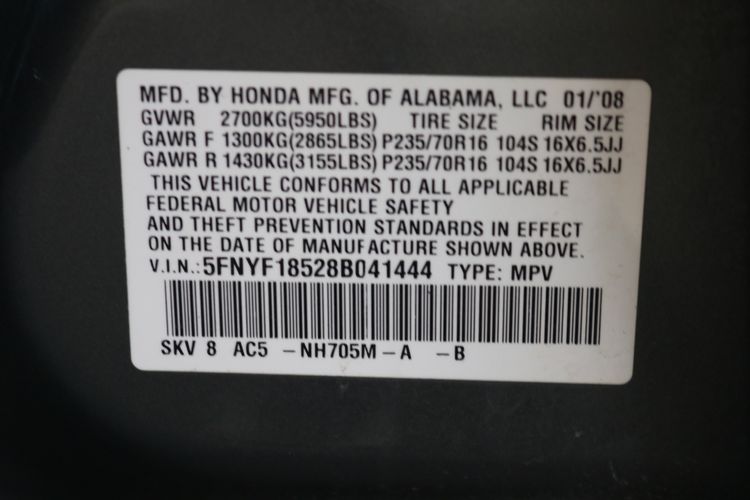 MFD. BY HONDA MFG. OF ALABAMA, LLC 01/'08
GVWR 2700KG(5950LBS) TIRE SIZE RIM SIZE
GAWR F 1300KG(2865LBS) P235/70R16 104S 16X6.5JJ
GAWR R 1430KG(3155LBS) P235/70R16 104S 16X6.5JJ
THIS VEHICLE CONFORMS TO ALL APPLICABLE
FEDERAL MOTOR VEHICLE SAFETY
AND THEFT PREVENTION STANDARDS IN EFFECT
ON THE DATE OF MANUFACTURE SHOWN ABOVE.
V.I.N.:5FNYF18528B041444 TYPE: MPV
SKV 8 AC5 -NH705M-A -B